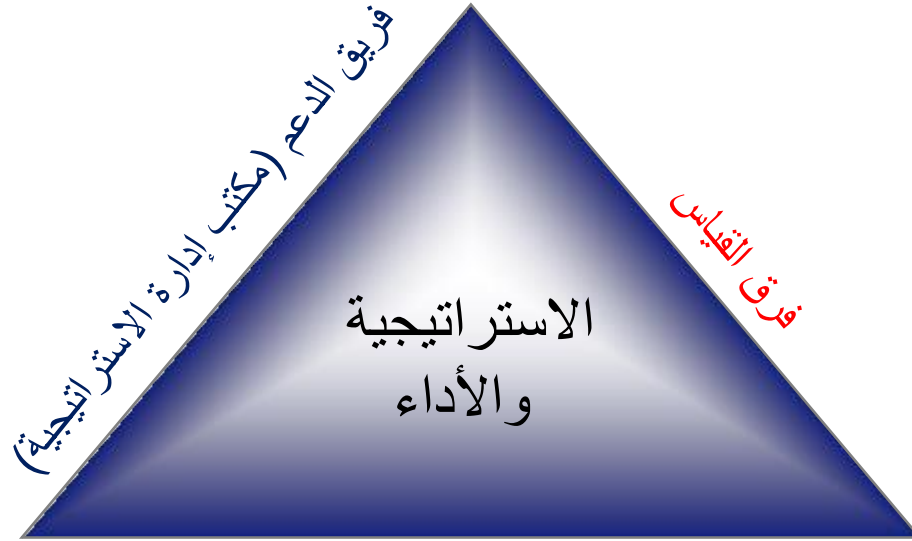 فريق الدعم (مكتب إدارة الاستراتيجية)
فرق القياس
الاستراتيجية
والأداء